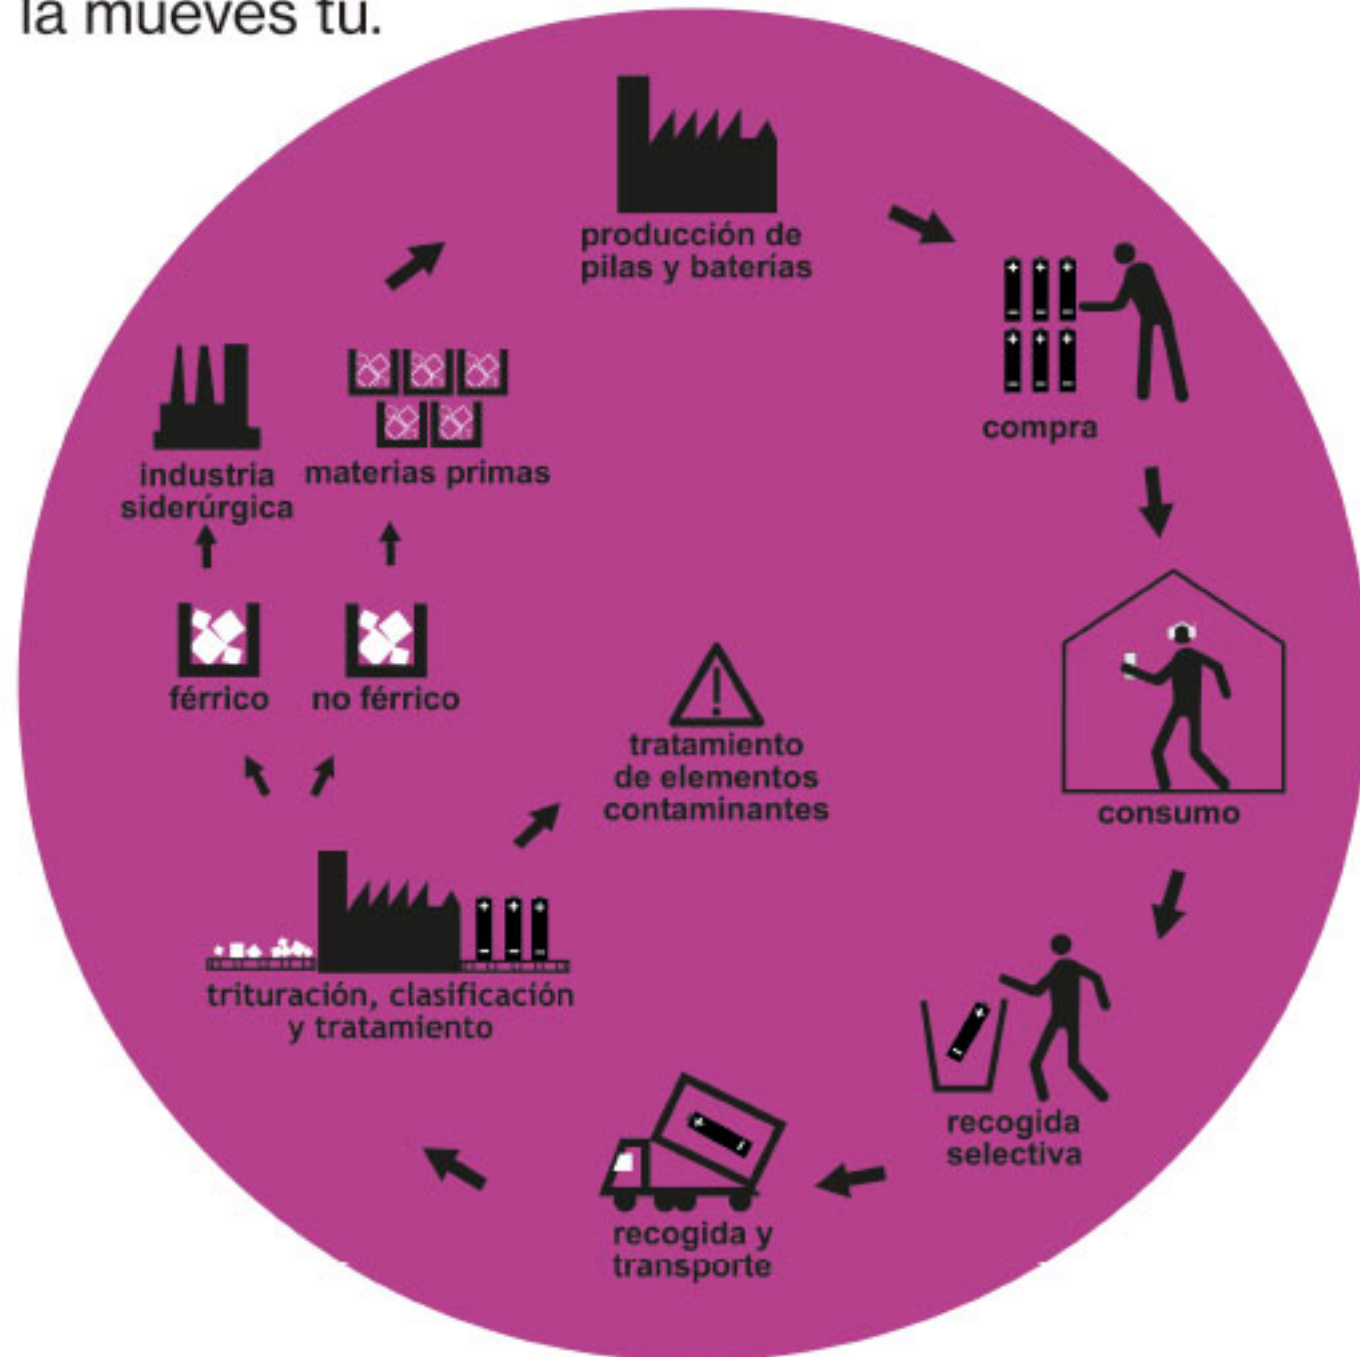 la mueves tú.
producción de
pilas y baterías
compra
industria
siderúrgica
materias primas
férrico
no férrico
tratamiento
de elementos
contaminantes
consumo
trituración, clasificación
y tratamiento
recogida
selectiva
recogida y
transporte